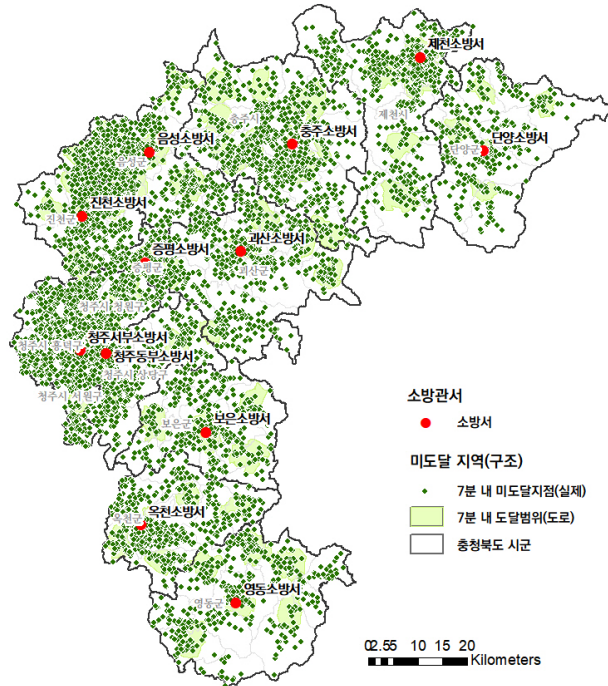 제천소방서
충주시
음성소방서
충주소방서
제천시
단양소방서
단양군
음성군
진천소방서
진천군
괴산소방서
증평소방서
괴산군
증평군
청주시 청원구
청주서부소방서
청주시 흥덕구
청주동부소방서
청주시 상당구
청주시 서원구
보은소방서
보은군
옥천소방서
옥천군
영동소방서
영동군
소방관서
소방서
미도달 지역(구조)
7분 내 미도달지점(실제)
7분 내 도달범위(도로)
충청북도 시군
0 2.5 5 10 15 20
Kilometers